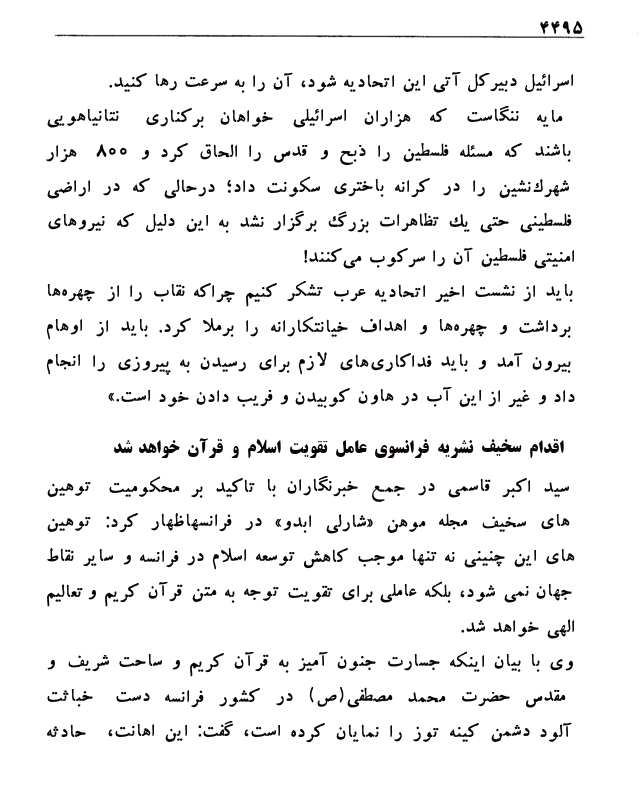 ۴۴۹۵
اسرائیل دبیرکل آتی این اتحادیه شود، آن را به سرعت رها کنید.
مایه ننگاست که هزاران اسرائیلی خواهان برکناری نتانیاهویی
باشند که مسئله فلسطین را ذبح و قدس را الحاق کرد و ۸۰۰ هزار
شهرک‌نشین را در کرانه باختری سکونت داد؛ درحالی که در اراضی
فلسطینی حتی یك تظاهرات بزرگ برگزار نشد به این دلیل که نیروهای
امنیتی فلسطین آن را سرکوب می‌کنند!
باید از نشست اخیر اتحادیه عرب تشکر کنیم چراکه نقاب را از چهره‌ها
برداشت و چهره‌ها و اهداف خیانتکارانه را برملا کرد. باید از اوهام
بیرون آمد و باید فداکاری‌های لازم برای رسیدن به پیروزی را انجام
داد و غیر از این آب در هاون کوبیدن و فریب دادن خود است.»
اقدام سخیف نشریه فرانسوی عامل تقویت اسلام و قرآن خواهد شد
سید اکبر قاسمی در جمع خبرنگاران با تاکید بر محکومیت توهین
های سخیف مجله موهن «شارلی ابدو» در فرانسهاظهار کرد: توهین
های این چنینی نه تنها موجب کاهش توسعه اسلام در فرانسه و سایر نقاط
جهان نمی شود، بلکه عاملی برای تقویت توجه به متن قرآن کریم و تعالیم
الهی خواهد شد.
وی با بیان اینکه جسارت جنون آمیز به قرآن کریم و ساحت شریف و
مقدس حضرت محمد مصطفی(ص) در کشور فرانسه دست خباثت
آلود دشمن کینه توز را نمایان کرده است، گفت: این اهانت، حادثه